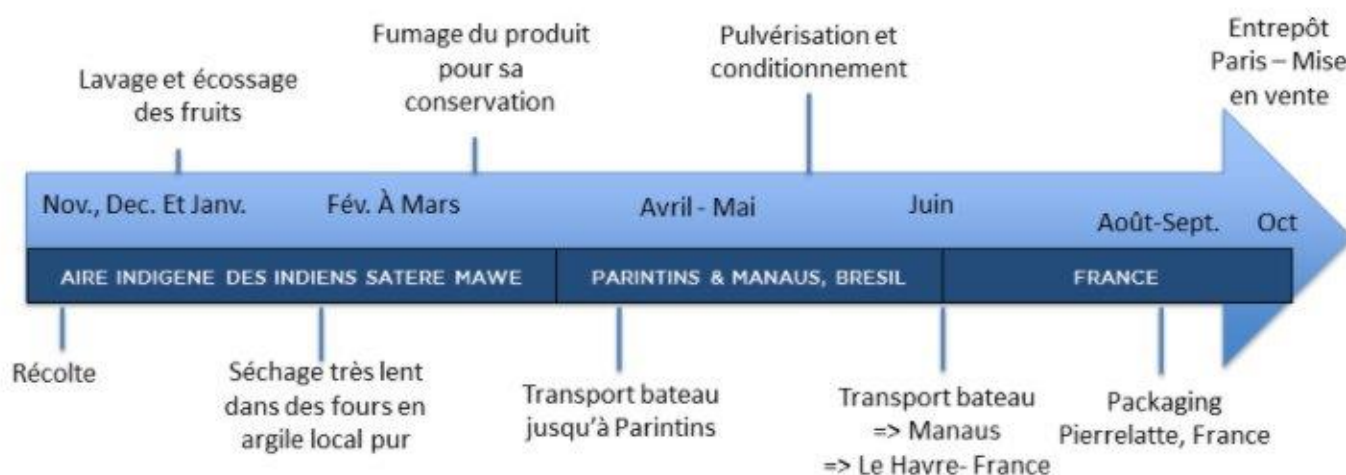 Lavage et écossage
des fruits
Fumage du produit
pour sa
conservation
Pulvérisation et
conditionnement
Entrepôt
Paris – Mise
en vente
Nov., Dec. Et Janv.
Fév. À Mars
Avril - Mai
Juin
Août-Sept.
Oct
AIRE INDIGENE DES INDIENS SATERE MAWE
PARINTINS & MANAUS, BRESIL
FRANCE
Récolte
Séchage très lent
dans des fours en
argile local pur
Transport bateau
jusqu'à Parintins
Transport bateau
=> Manaus
=> Le Havre- France
Packaging
Pierrelatte, France